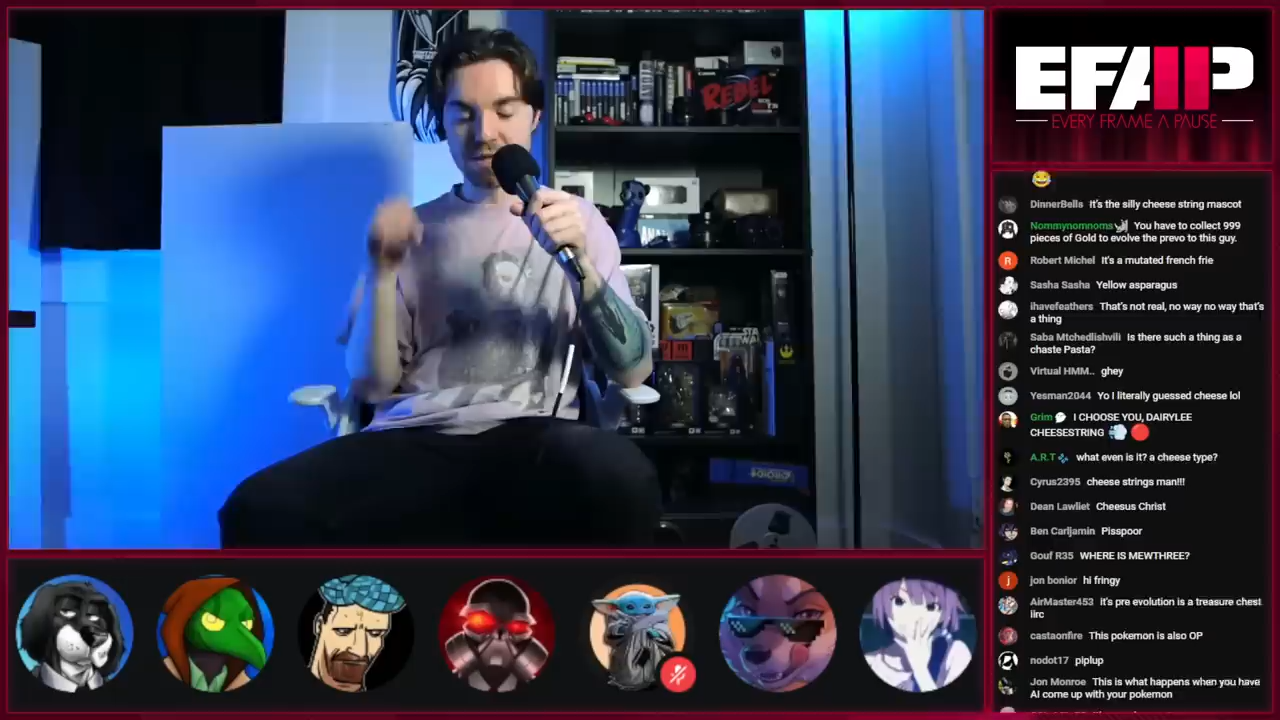 REBEL
STAR
WARS
EFAP
EVERY FRAME A PAUSE
DinnerBells It's the silly cheese string mascot
Nommynomnoms You have to collect 999
pieces of Gold to evolve the prevo to this guy.
Robert Michel It's a mutated french frie
Sasha Sasha Yellow asparagus
ihavefeathers That's not real, no way no way that's
a thing
Saba Mtchedlishvili Is there such a thing as a
chaste Pasta?
Virtual HMM.. ghey
Yesman2044 Yo I literally guessed cheese lol
Grim I CHOOSE YOU, DAIRYLEE
CHEESESTRING
A.R.T what even is it? a cheese type?
Cyrus2395 cheese strings man!!!
Dean Lawliet Cheesus Christ
Ben Carljamin Pisspoor
Gouf R35 WHERE IS MEWTHREE?
jon bonior hi fringy
AirMaster453 it's pre evolution is a treasure chest
iirc
castaonfire This pokemon is also OP
nodot17 piplup
Jon Monroe This is what happens when you have
AI come up with your pokemon